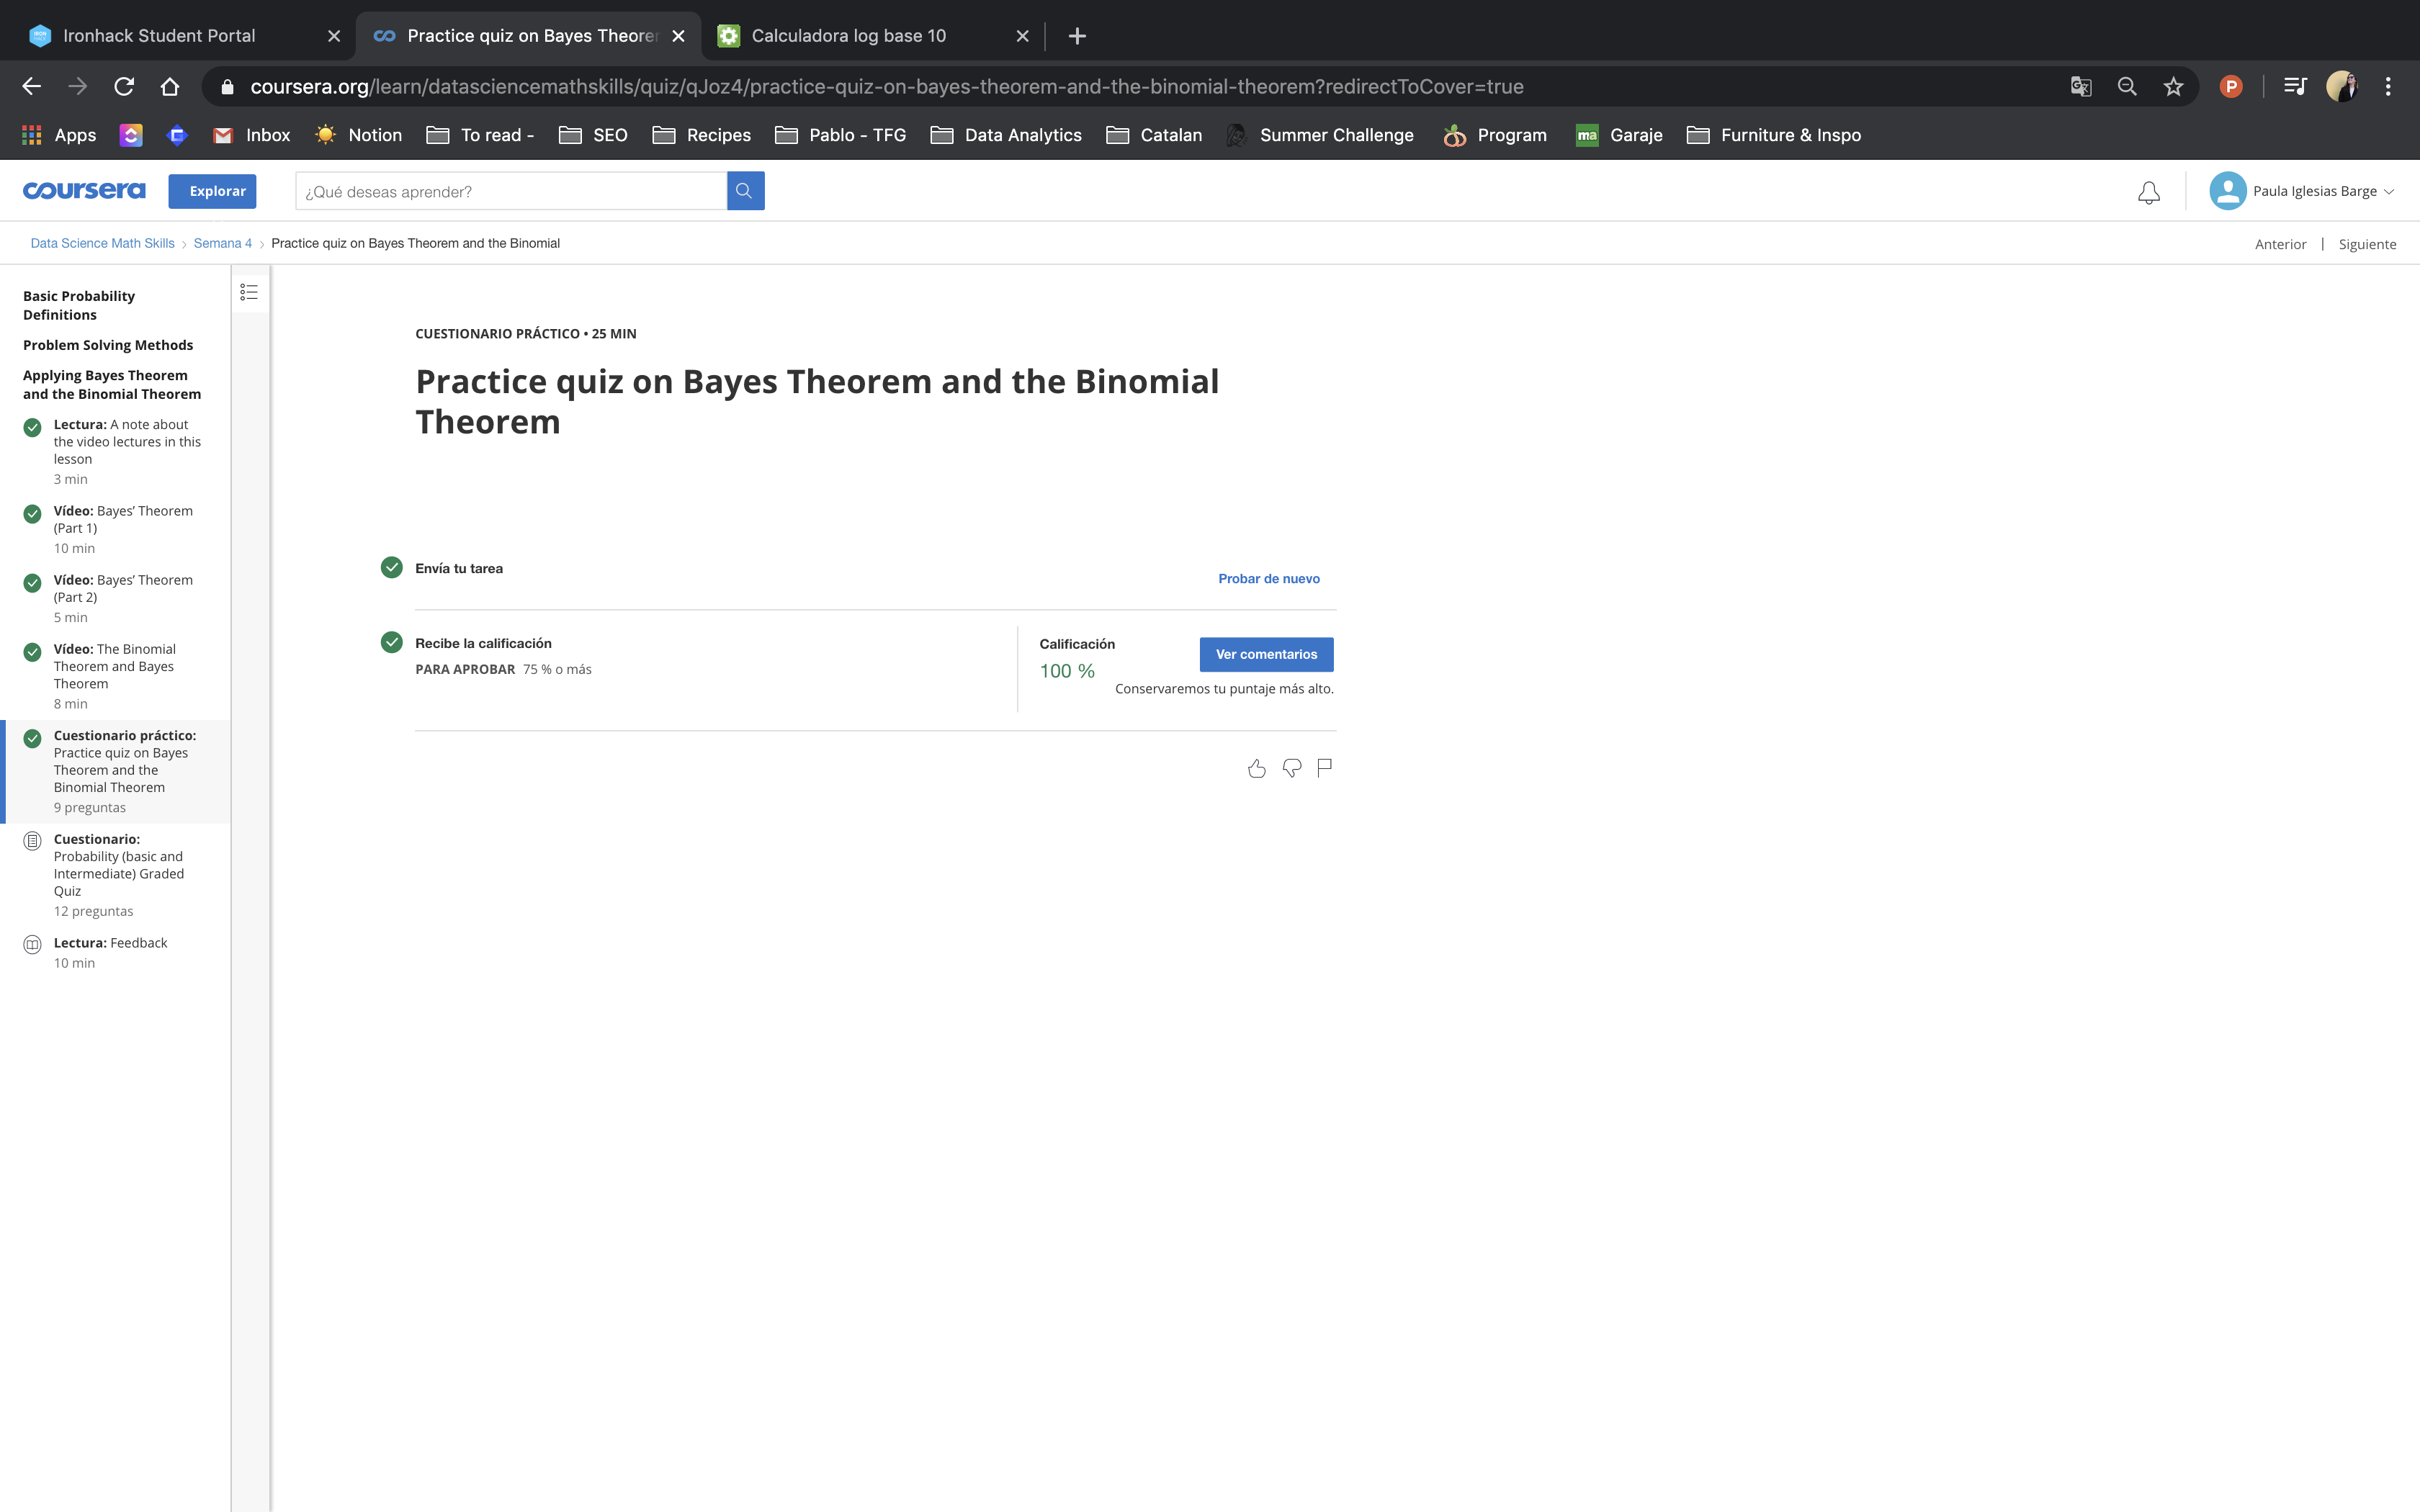 Ironhack Student Portal
Practice quiz on Bayes Theorem
Calculadora log base 10
coursera.org/learn/datasciencemathskills/quiz/qJoz4/practice-quiz-on-bayes-theorem-and-the-binomial-theorem?redirectToCover=true
P
Apps
Inbox
Notion
To read -
SEO
Recipes
Pablo - TFG
Data Analytics
Catalan
Summer Challenge
Program
ma
Garaje
Furniture & Inspo
coursera
Explorar
¿Qué deseas aprender?
Paula Iglesias Barge
Data Science Math Skills › Semana 4 › Practice quiz on Bayes Theorem and the Binomial
Anterior | Siguiente
Basic Probability
Definitions
Problem Solving Methods
Applying Bayes Theorem
and the Binomial Theorem
Lectura: A note about
the video lectures in this
lesson
3 min
Vídeo: Bayes’ Theorem
(Part 1)
10 min
Vídeo: Bayes’ Theorem
(Part 2)
5 min
Vídeo: The Binomial
Theorem and Bayes
Theorem
8 min
Cuestionario práctico:
Practice quiz on Bayes
Theorem and the
Binomial Theorem
9 preguntas
Cuestionario:
Probability (basic and
Intermediate) Graded
Quiz
12 preguntas
Lectura: Feedback
10 min
CUESTIONARIO PRÁCTICO • 25 MIN
Practice quiz on Bayes Theorem and the Binomial
Theorem
Envía tu tarea
Probar de nuevo
Recibe la calificación
PARA APROBAR 75 % o más
Calificación
100 %
Ver comentarios
Conservaremos tu puntaje más alto.